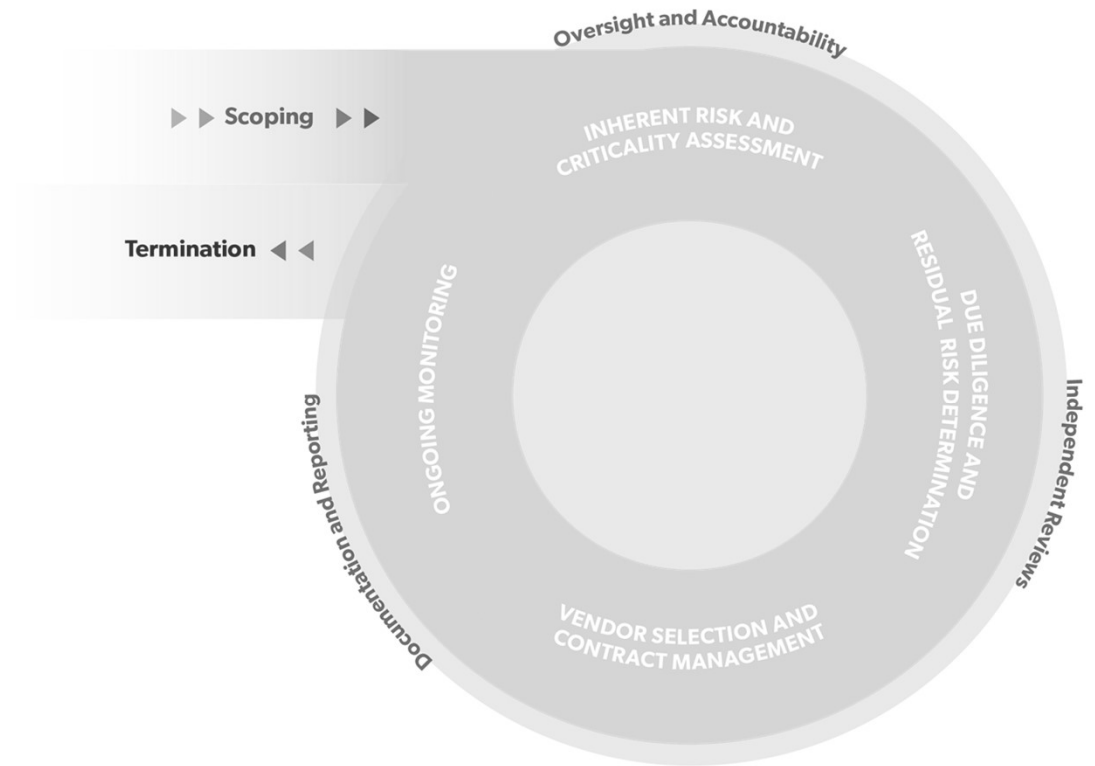 Oversight and Accountability
Scoping
INHERENT RISK AND
CRITICALITY ASSESSMENT
Termination
DUE DILIGENCE AND
RESIDUAL RISK DETERMINATION
ONGOING MONITORING
Independent Reviews
Documentation and Reporting
VENDOR SELECTION AND
CONTRACT MANAGEMENT